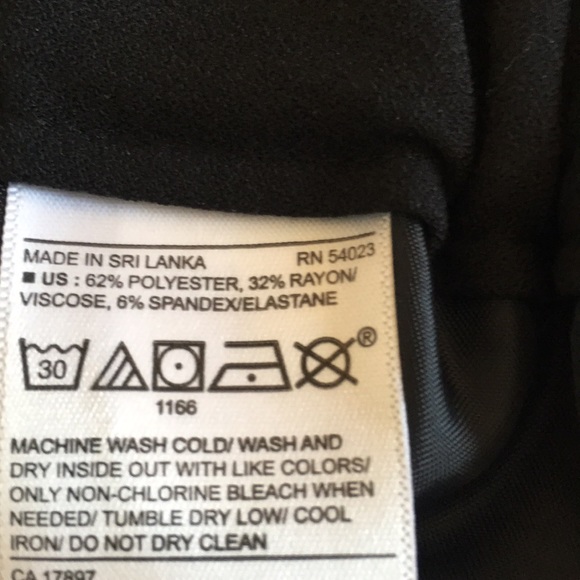 MADE IN SRI LANKA RN 54023
■ US : 62% POLYESTER, 32% RAYON/
VISCOSE, 6% SPANDEX/ELASTANE
30 ®
1166
MACHINE WASH COLD/ WASH AND
DRY INSIDE OUT WITH LIKE COLORS/
ONLY NON-CHLORINE BLEACH WHEN
NEEDED/ TUMBLE DRY LOW/ COOL
IRON/ DO NOT DRY CLEAN
CA 17897